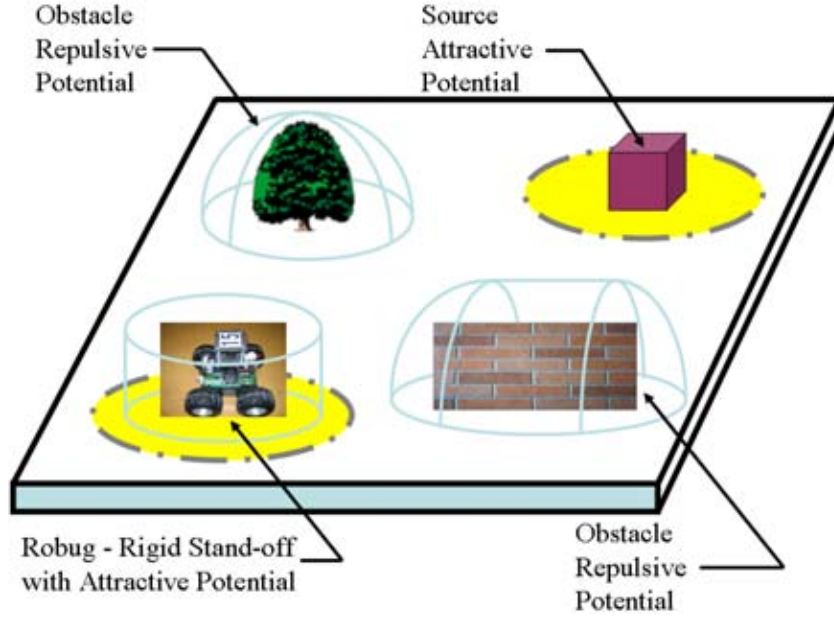 Obstacle
Repulsive
Potential
Source
Attractive
Potential
Robug - Rigid Stand-off
with Attractive Potential
Obstacle
Repulsive
Potential